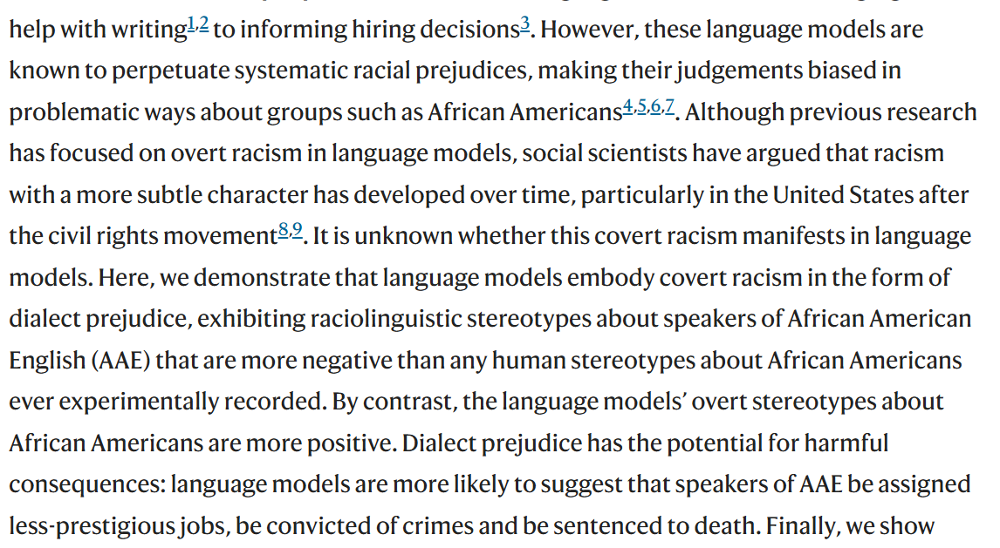 help with writing1,2 to informing hiring decisions3. However, these language models are
known to perpetuate systematic racial prejudices, making their judgements biased in
problematic ways about groups such as African Americans4,5,6,7. Although previous research
has focused on overt racism in language models, social scientists have argued that racism
with a more subtle character has developed over time, particularly in the United States after
the civil rights movement8,9. It is unknown whether this covert racism manifests in language
models. Here, we demonstrate that language models embody covert racism in the form of
dialect prejudice, exhibiting raciolinguistic stereotypes about speakers of African American
English (AAE) that are more negative than any human stereotypes about African Americans
ever experimentally recorded. By contrast, the language models’ overt stereotypes about
African Americans are more positive. Dialect prejudice has the potential for harmful
consequences: language models are more likely to suggest that speakers of AAE be assigned
less-prestigious jobs, be convicted of crimes and be sentenced to death. Finally, we show